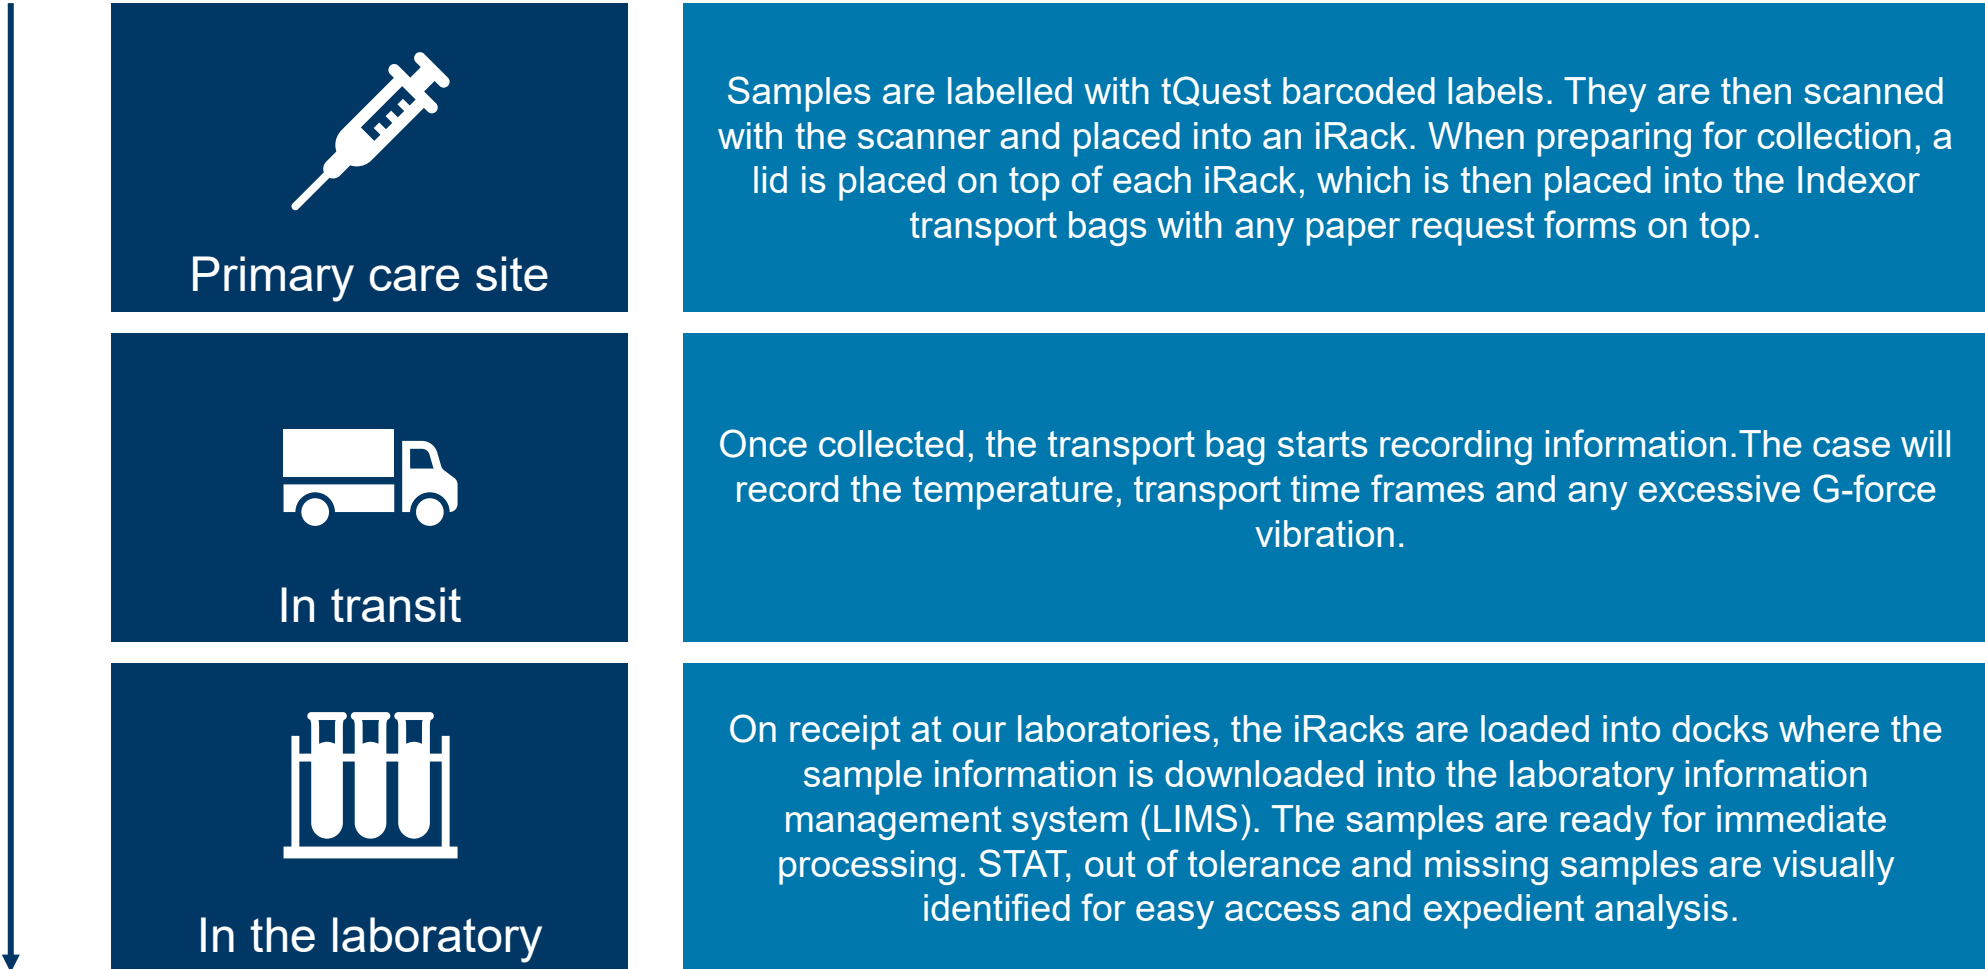 Samples are labelled with tQuest barcoded labels. They are then scanned
with the scanner and placed into an iRack. When preparing for collection, a
lid is placed on top of each iRack, which is then placed into the Indexor
transport bags with any paper request forms on top.
Primary care site
Once collected, the transport bag starts recording information.The case will
record the temperature, transport time frames and any excessive G-force
vibration.
In transit
On receipt at our laboratories, the iRacks are loaded into docks where the
sample information is downloaded into the laboratory information
management system (LIMS). The samples are ready for immediate
processing. STAT, out of tolerance and missing samples are visually
identified for easy access and expedient analysis.
In the laboratory